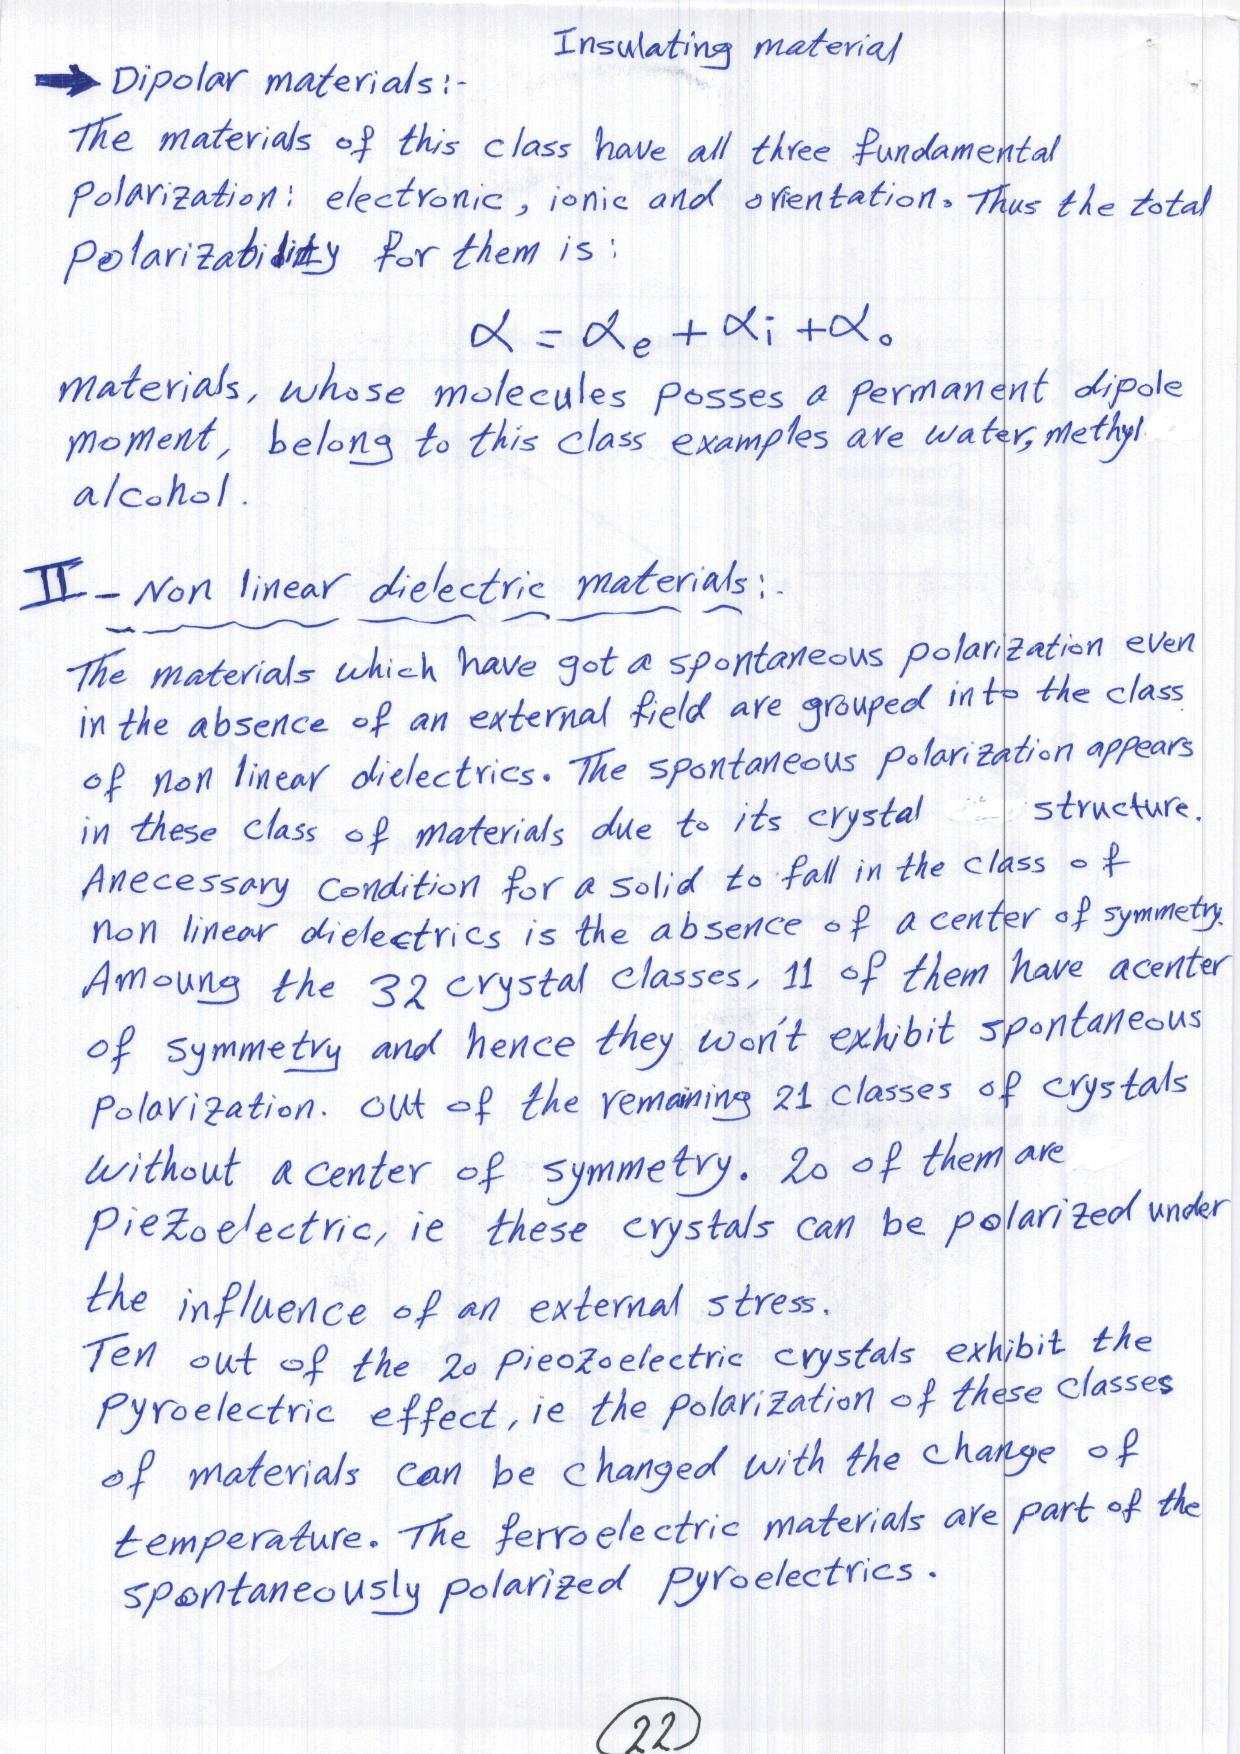 Insulating material
→ Dipolar materials:-
The materials of this class have all three fundamental
polarization: electronic, ionic and orientation. Thus the total
polarizability for them is:
α = αe + αi + αo
materials, whose molecules posses a permanent dipole
moment, belong to this class examples are water, methyl
alcohol.
II - Non linear dielectric materials:-
The materials which have got a spontaneous polarization even
in the absence of an external field are grouped into the class
of non linear dielectrics. The spontaneous polarization appears
in these class of materials due to its crystal structure.
Anecessary condition for a solid to fall in the class of
non linear dielectrics is the absence of a center of symmetry.
Amoung the 32 crystal classes, 11 of them have acenter
of symmetry and hence they won't exhibit spontaneous
polarization. out of the remaining 21 classes of crystals
without a center of symmetry. 20 of them are
piezoelectric, ie these crystals can be polarized under
the influence of an external stress.
Ten out of the 20 pieozoelectric crystals exhibit the
pyroelectric effect, ie the polarization of these classes
of materials can be changed with the change of
temperature. The ferroelectric materials are part of the
spontaneously polarized pyroelectrics.
22